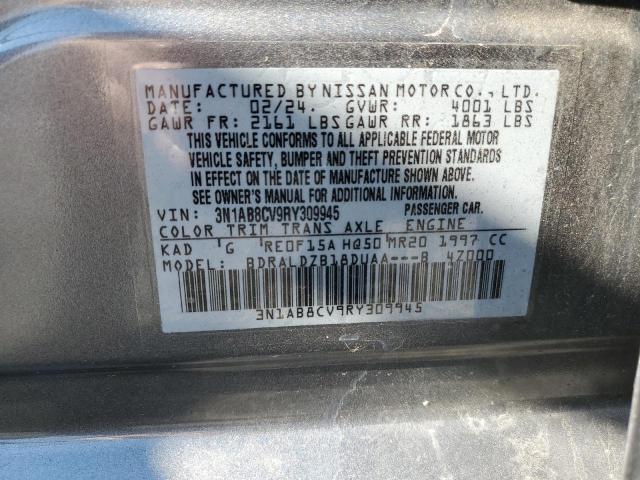 MANUFACTURED BY NISSAN MOTOR CO., LTD.
DATE: 02/24. GVWR: 4001 LBS
GAWR FR: 2161 LBS GAWR RR: 1863 LBS
THIS VEHICLE CONFORMS TO ALL APPLICABLE FEDERAL MOTOR
VEHICLE SAFETY, BUMPER AND THEFT PREVENTION STANDARDS
IN EFFECT ON THE DATE OF MANUFACTURE SHOWN ABOVE.
SEE OWNER'S MANUAL FOR ADDITIONAL INFORMATION.
VIN: 3N1AB8CV9RY309945 PASSENGER CAR.
COLOR TRIM TRANS AXLE ENGINE
KAD G RE0F15A HQ50 MR20 1997 CC
MODEL: BDRALDZB18DUAA---B 4Z000
3N1AB8CV9RY309945